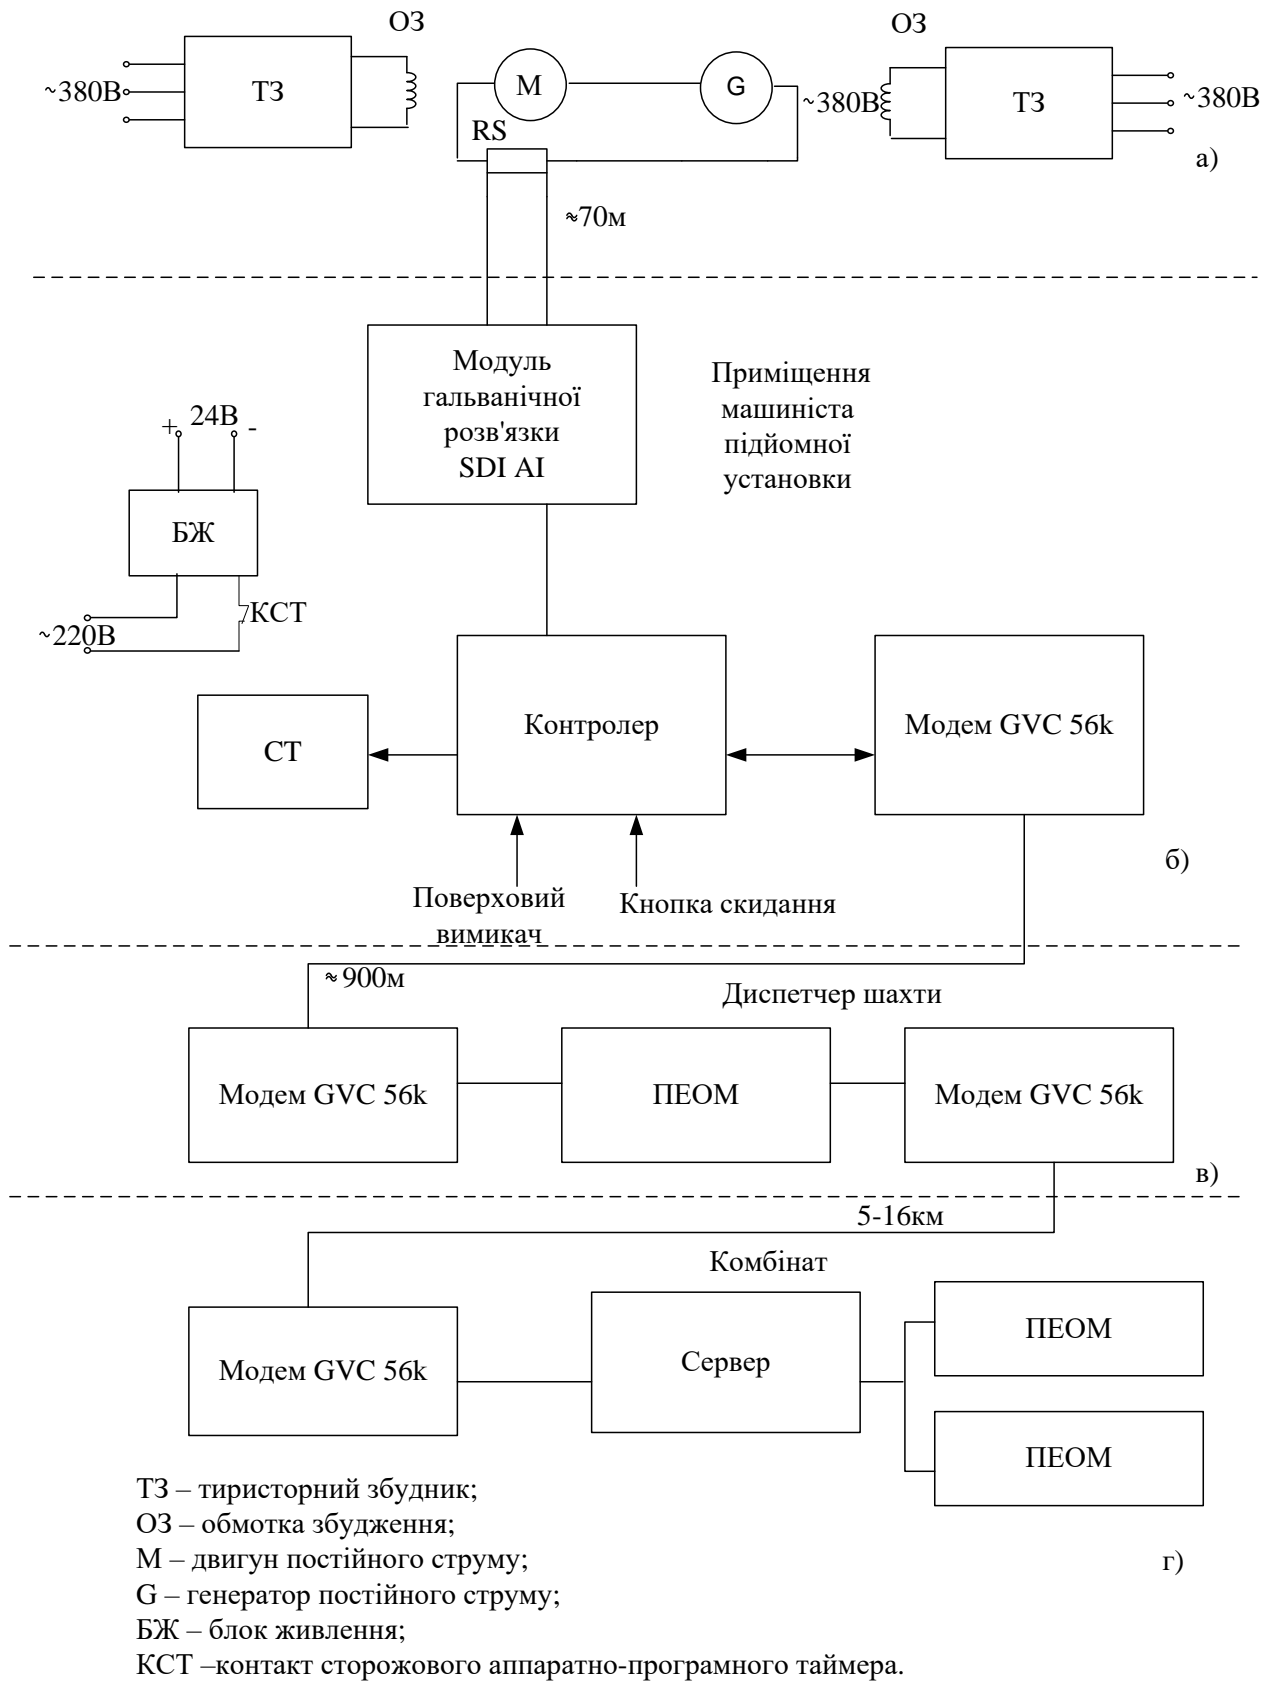 ОЗ
ОЗ
~380В
ТЗ
М
G
~380В
ТЗ
~380В
RS
а)
≈70м
Модуль
гальванічної
розв'язки
SDI AI
Приміщення
машиніста
підйомної
установки
+ 24В -
БЖ
КСТ
~220В
Контролер
Модем GVC 56k
СТ
б)
Поверховий
вимикач
Кнопка скидання
≈900м
Диспетчер шахти
Модем GVC 56k
ПЕОМ
Модем GVC 56k
в)
5-16км
Комбінат
Модем GVC 56k
Сервер
ПЕОМ
ПЕОМ
ТЗ – тиристорний збудник;
ОЗ – обмотка збудження;
М – двигун постійного струму;
G – генератор постійного струму;
БЖ – блок живлення;
КСТ –контакт сторожового аппаратно-програмного таймера.
г)